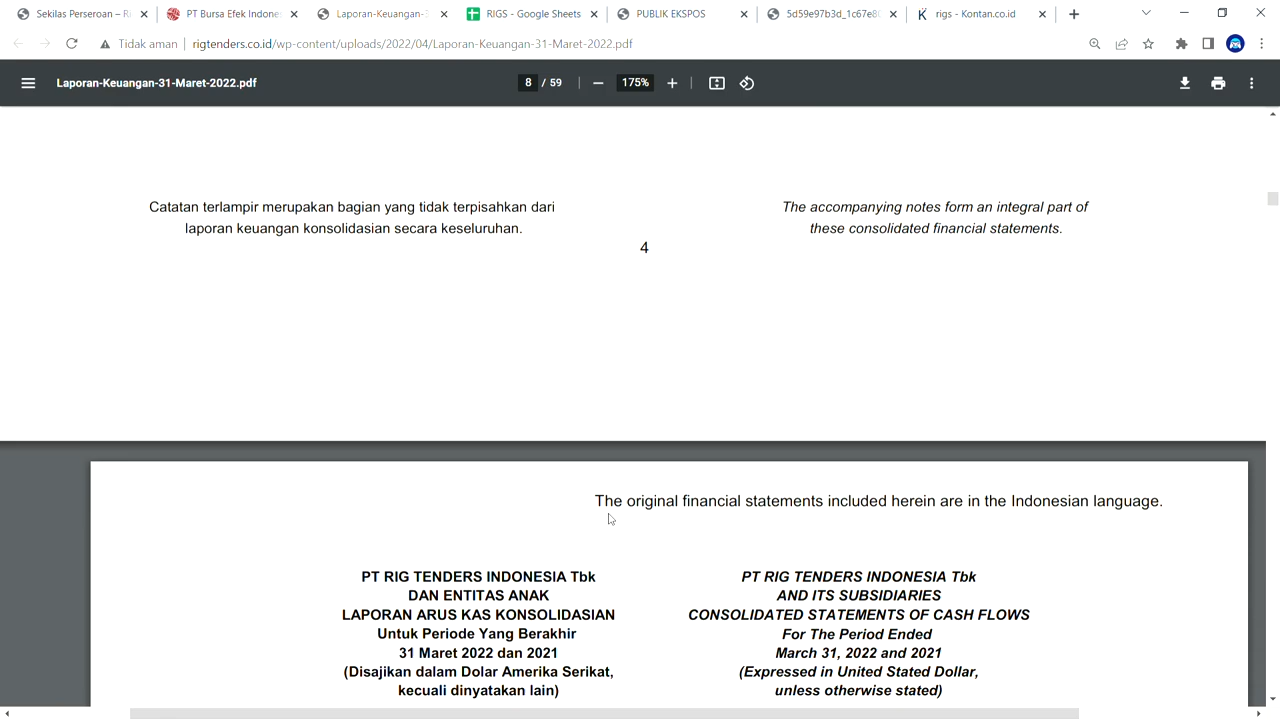 Sekilas Perseroan – Ri
PT Bursa Efek Indones
Laporan-Keuangan-3
RIGS - Google Sheets
PUBLIK EKSPOS
5d59e97b3d_1c67e80
rigs - Kontan.co.id
Tidak aman
rigtenders.co.id/wp-content/uploads/2022/04/Laporan-Keuangan-31-Maret-2022.pdf
Laporan-Keuangan-31-Maret-2022.pdf
8 / 59
175%
Catatan terlampir merupakan bagian yang tidak terpisahkan dari
laporan keuangan konsolidasian secara keseluruhan.
The accompanying notes form an integral part of
these consolidated financial statements.
4
The original financial statements included herein are in the Indonesian language.
PT RIG TENDERS INDONESIA Tbk
DAN ENTITAS ANAK
LAPORAN ARUS KAS KONSOLIDASIAN
Untuk Periode Yang Berakhir
31 Maret 2022 dan 2021
(Disajikan dalam Dolar Amerika Serikat,
kecuali dinyatakan lain)
PT RIG TENDERS INDONESIA Tbk
AND ITS SUBSIDIARIES
CONSOLIDATED STATEMENTS OF CASH FLOWS
For The Period Ended
March 31, 2022 and 2021
(Expressed in United Stated Dollar,
unless otherwise stated)